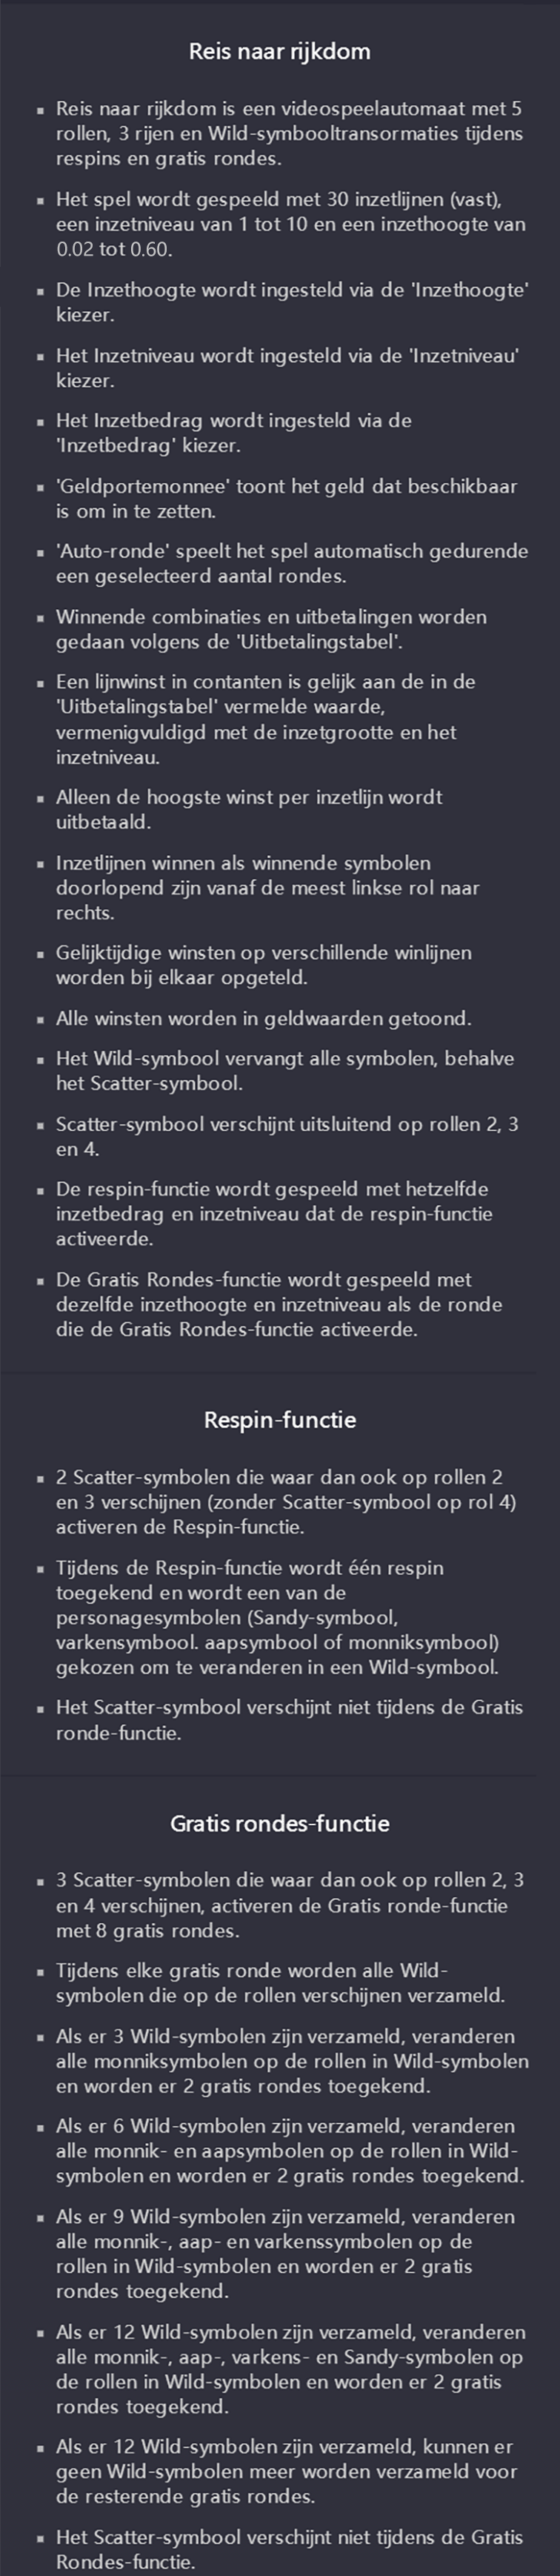 Reis naar rijkdom
▪ Reis naar rijkdom is een videospeelautomaat met 5
rollen, 3 rijen en Wild-symbooltransormaties tijdens
respins en gratis rondes.
▪ Het spel wordt gespeeld met 30 inzetlijnen (vast),
een inzetniveau van 1 tot 10 en een inzethoogte van
0.02 tot 0.60.
▪ De Inzethoogte wordt ingesteld via de 'Inzethoogte'
kiezer.
▪ Het Inzetniveau wordt ingesteld via de 'Inzetniveau'
kiezer.
▪ Het Inzetbedrag wordt ingesteld via de
'Inzetbedrag' kiezer.
▪ 'Geldportemonnee' toont het geld dat beschikbaar
is om in te zetten.
▪ 'Auto-ronde' speelt het spel automatisch gedurende
een geselecteerd aantal rondes.
▪ Winnende combinaties en uitbetalingen worden
gedaan volgens de 'Uitbetalingstabel'.
▪ Een lijnwinst in contanten is gelijk aan de in de
'Uitbetalingstabel' vermelde waarde,
vermenigvuldigd met de inzetgrootte en het
inzetniveau.
▪ Alleen de hoogste winst per inzetlijn wordt
uitbetaald.
▪ Inzetlijnen winnen als winnende symbolen
doorlopend zijn vanaf de meest linkse rol naar
rechts.
▪ Gelijktijdige winsten op verschillende winlijnen
worden bij elkaar opgeteld.
▪ Alle winsten worden in geldwaarden getoond.
▪ Het Wild-symbool vervangt alle symbolen, behalve
het Scatter-symbool.
▪ Scatter-symbool verschijnt uitsluitend op rollen 2, 3
en 4.
▪ De respin-functie wordt gespeeld met hetzelfde
inzetbedrag en inzetniveau dat de respin-functie
activeerde.
▪ De Gratis Rondes-functie wordt gespeeld met
dezelfde inzethoogte en inzetniveau als de ronde
die de Gratis Rondes-functie activeerde.
Respin-functie
▪ 2 Scatter-symbolen die waar dan ook op rollen 2
en 3 verschijnen (zonder Scatter-symbool op rol 4)
activeren de Respin-functie.
▪ Tijdens de Respin-functie wordt één respin
toegekend en wordt een van de
personagesymbolen (Sandy-symbool,
varkensymbool. aapsymbool of monniksymbool)
gekozen om te veranderen in een Wild-symbool.
▪ Het Scatter-symbool verschijnt niet tijdens de Gratis
ronde-functie.
Gratis rondes-functie
▪ 3 Scatter-symbolen die waar dan ook op rollen 2, 3
en 4 verschijnen, activeren de Gratis ronde-functie
met 8 gratis rondes.
▪ Tijdens elke gratis ronde worden alle Wild-
symbolen die op de rollen verschijnen verzameld.
▪ Als er 3 Wild-symbolen zijn verzameld, veranderen
alle monniksymbolen op de rollen in Wild-symbolen
en worden er 2 gratis rondes toegekend.
▪ Als er 6 Wild-symbolen zijn verzameld, veranderen
alle monnik- en aapsymbolen op de rollen in Wild-
symbolen en worden er 2 gratis rondes toegekend.
▪ Als er 9 Wild-symbolen zijn verzameld, veranderen
alle monnik-, aap- en varkenssymbolen op de
rollen in Wild-symbolen en worden er 2 gratis
rondes toegekend.
▪ Als er 12 Wild-symbolen zijn verzameld, veranderen
alle monnik-, aap-, varkens- en Sandy-symbolen op
de rollen in Wild-symbolen en worden er 2 gratis
rondes toegekend.
▪ Als er 12 Wild-symbolen zijn verzameld, kunnen er
geen Wild-symbolen meer worden verzameld voor
de resterende gratis rondes.
▪ Het Scatter-symbool verschijnt niet tijdens de Gratis
Rondes-functie.